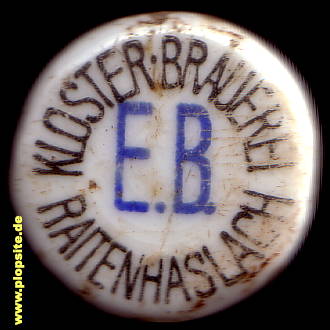 KLOSTER·BRAUEREI
E.B.
RAITENHASLACH
www.plopsite.de